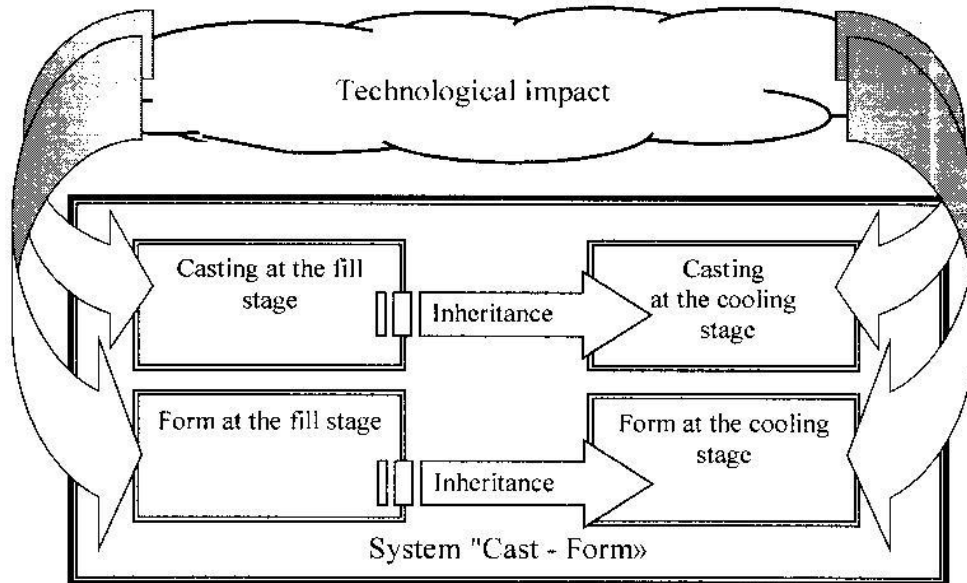 Technological impact
Casting at the fill
stage
Inheritance
Casting
at the cooling
stage
Form at the fill stage
Inheritance
Form at the cooling
stage
System "Cast - Form»